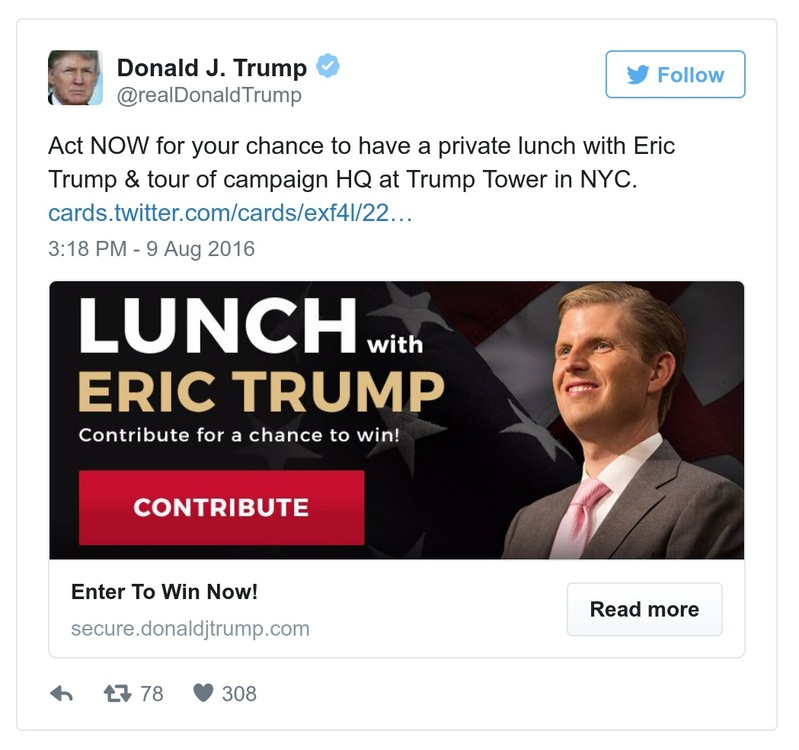 Donald J. Trump
@realDonaldTrump
Follow
Act NOW for your chance to have a private lunch with Eric
Trump & tour of campaign HQ at Trump Tower in NYC.
cards.twitter.com/cards/exf4l/22…
3:18 PM - 9 Aug 2016
LUNCH with
ERIC TRUMP
Contribute for a chance to win!
CONTRIBUTE
Enter To Win Now!
secure.donaldjtrump.com
Read more
78 308